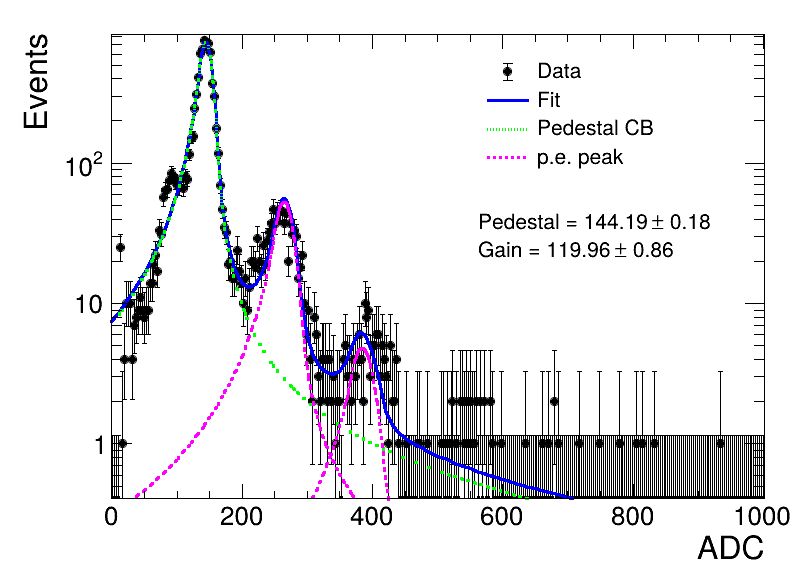 Events
Data
Fit
Pedestal CB
p.e. peak
Pedestal = 144.19 ± 0.18
Gain = 119.96 ± 0.86
10²
10
1
0 200 400 600 800 1000
ADC